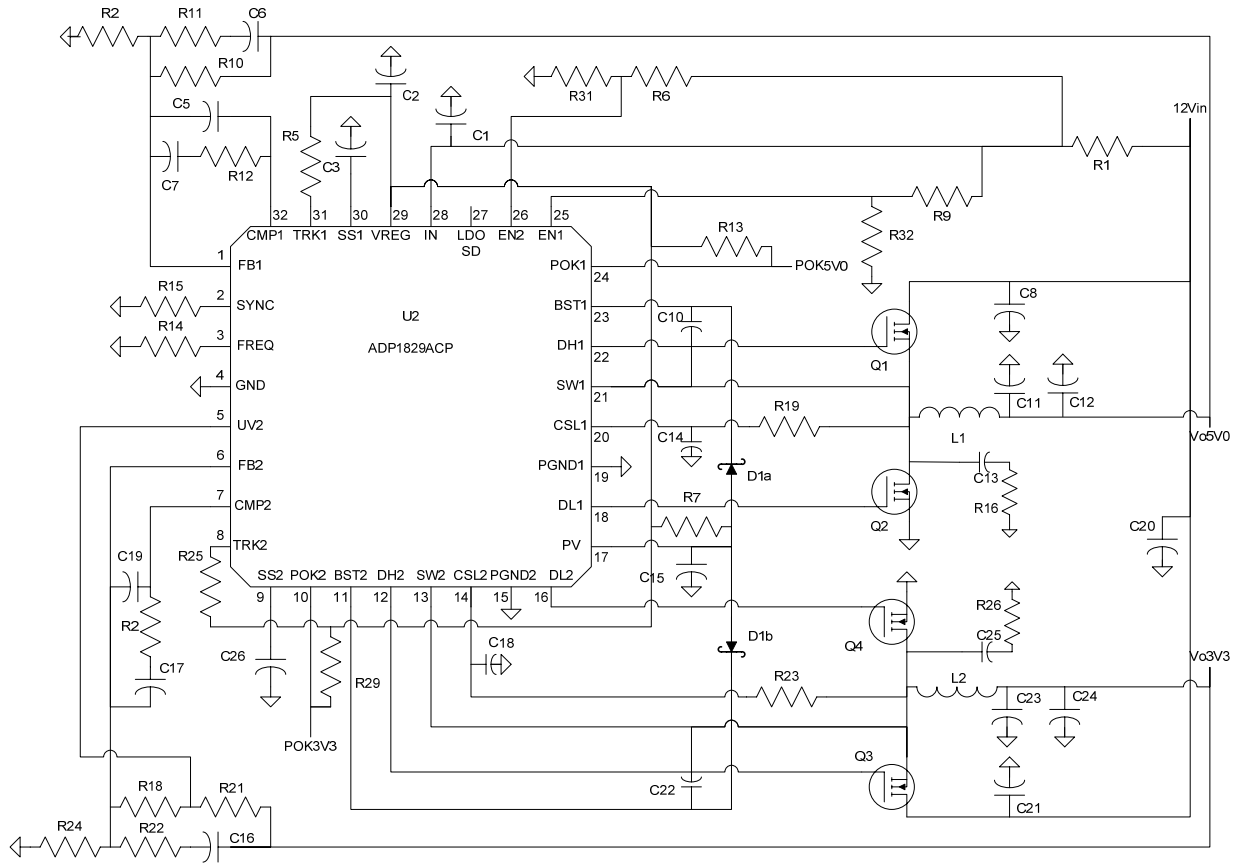 R2
R11
C6
R10
C5
C7
R12
C2
R5
C3
C1
R31
R6
12Vin
R1
R9
R32
R13
POK5V0
32
31
30
29
28
27
26
25
CMP1
TRK1
SS1
VREG
IN
LDO
SD
EN2
EN1
1
FB1
POK1
24
R15
2
SYNC
BST1
23
C10
R14
3
FREQ
U2
ADP1829ACP
DH1
22
4
GND
SW1
21
5
UV2
CSL1
20
C14
R19
6
FB2
PGND1
19
7
CMP2
DL1
18
R7
8
TRK2
PV
17
C15
SS2
POK2
BST2
DH2
SW2
CSL2
PGND2
DL2
9
10
11
12
13
14
15
16
Q1
C8
C11
C12
L1
Vo5V0
D1a
C13
R16
Q2
C20
C19
R25
R2
C17
C26
R29
POK3V3
C18
D1b
Q4
R26
C25
R23
L2
Vo3V3
C23
C24
Q3
C22
C21
R18
R21
R24
R22
C16